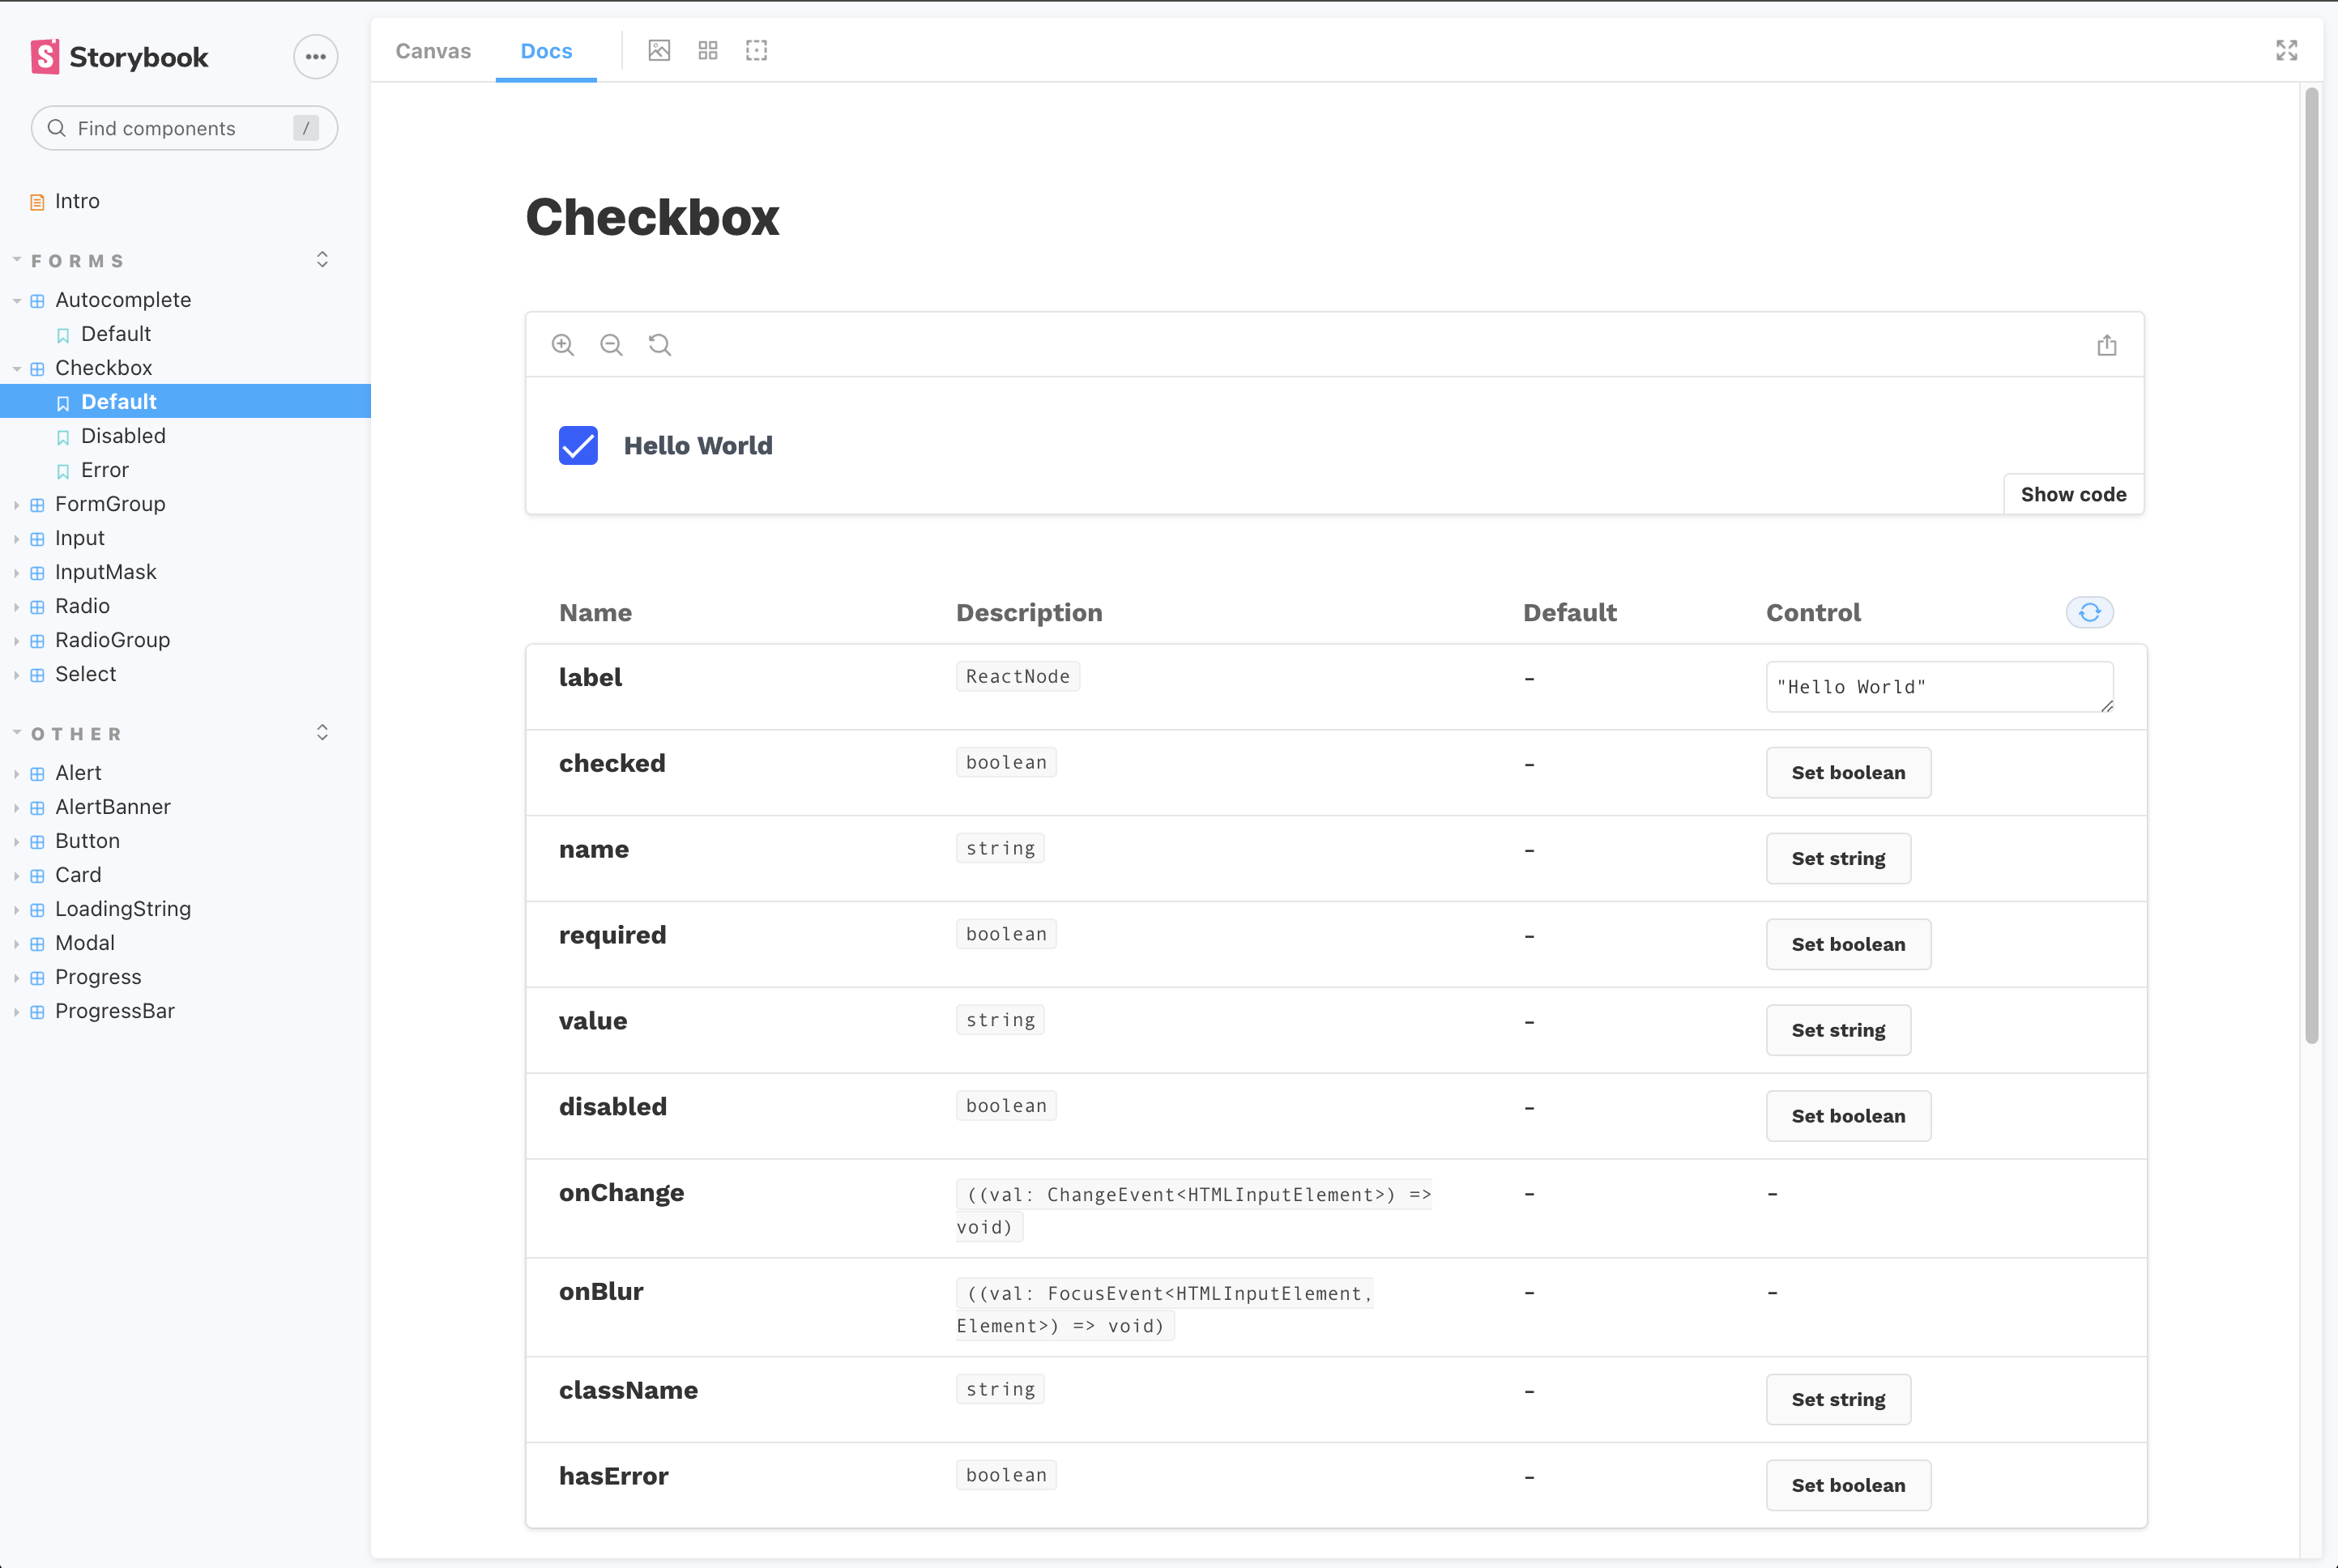 Storybook
Find components /
Intro
FORMS
Autocomplete
Default
Checkbox
Default
Disabled
Error
FormGroup
Input
InputMask
Radio
RadioGroup
Select
OTHER
Alert
AlertBanner
Button
Card
LoadingString
Modal
Progress
ProgressBar
Canvas Docs
Checkbox
Hello World
Show code
Name Description Default Control
label ReactNode - "Hello World"
checked boolean - Set boolean
name string - Set string
required boolean - Set boolean
value string - Set string
disabled boolean - Set boolean
onChange ((val: ChangeEvent<HTMLInputElement>) => - -
void)
onBlur ((val: FocusEvent<HTMLInputElement, - -
Element>) => void)
className string - Set string
hasError boolean - Set boolean